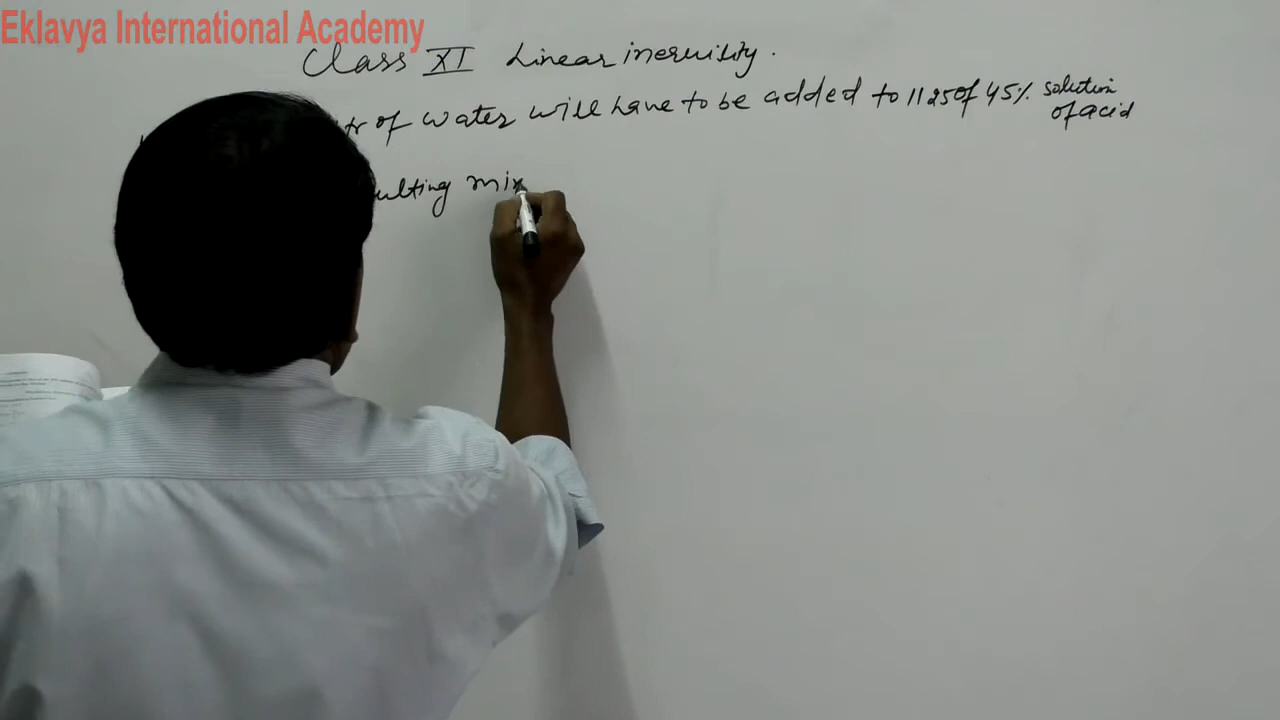 Eklavya International Academy
Class XI Linear inequility.
of water will have to be added to 1125 of 45% solution of acid
ulting mix